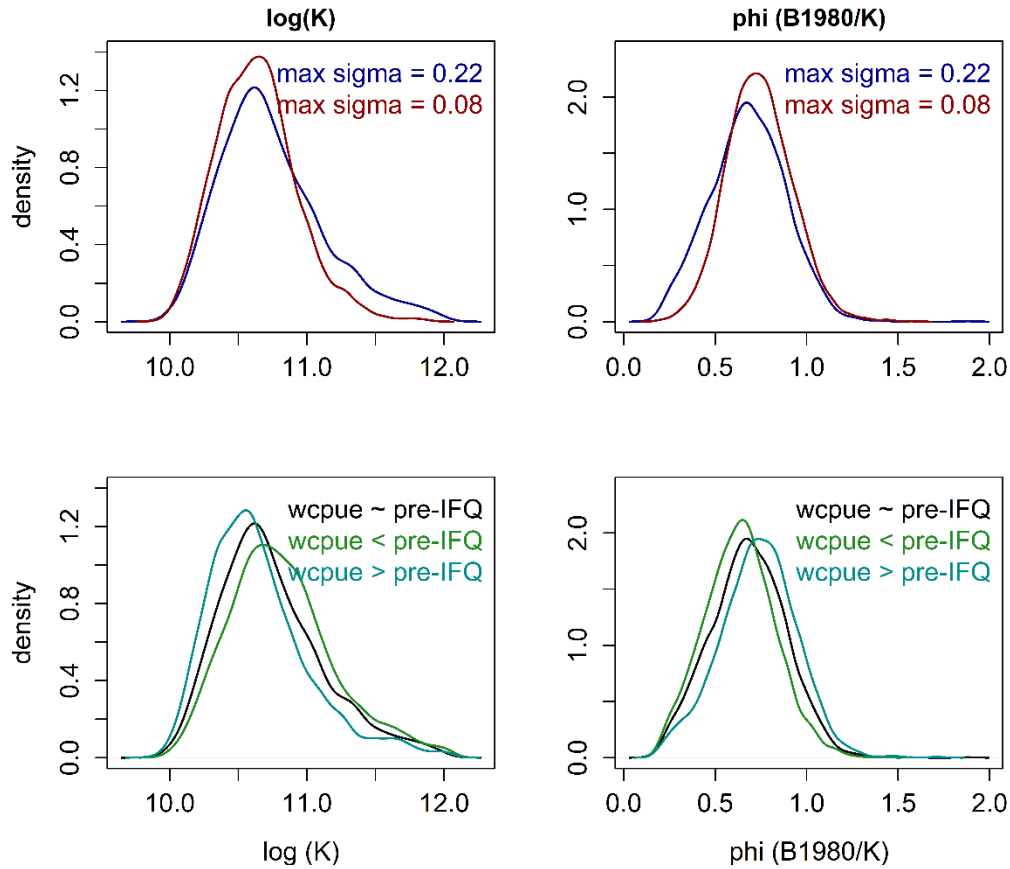 log(K)
phi (B1980/K)
max sigma = 0.22
max sigma = 0.08
density
0.0 0.4 0.8 1.2
10.0 11.0 12.0
max sigma = 0.22
max sigma = 0.08
0.0 1.0 2.0
0.0 0.5 1.0 1.5 2.0
wcpue ~ pre-IFQ
wcpue < pre-IFQ
wcpue > pre-IFQ
density
0.0 0.4 0.8 1.2
10.0 11.0 12.0
log (K)
wcpue ~ pre-IFQ
wcpue < pre-IFQ
wcpue > pre-IFQ
0.0 1.0 2.0
0.0 0.5 1.0 1.5 2.0
phi (B1980/K)